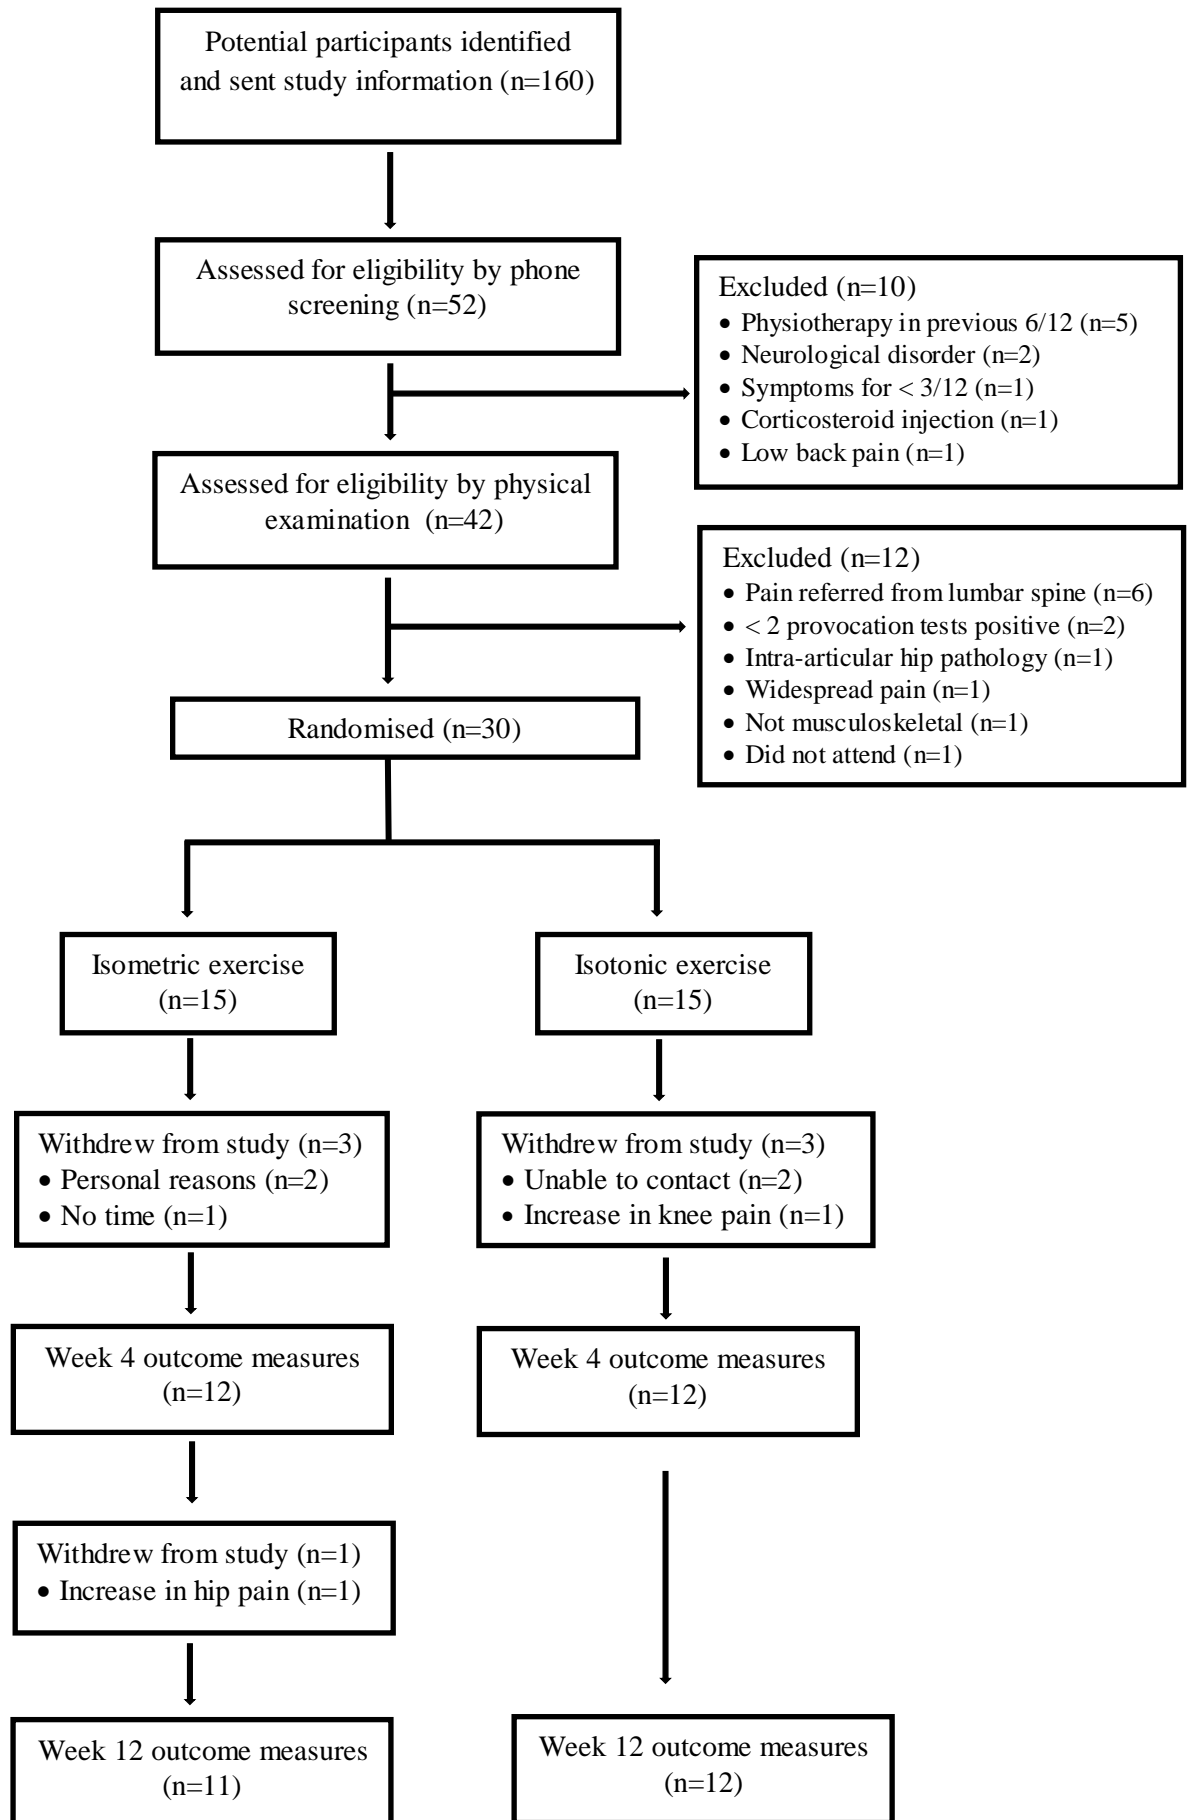 Potential participants identified
and sent study information (n=160)
Assessed for eligibility by phone
screening (n=52)
Excluded (n=10)
• Physiotherapy in previous 6/12 (n=5)
• Neurological disorder (n=2)
• Symptoms for < 3/12 (n=1)
• Corticosteroid injection (n=1)
• Low back pain (n=1)
Assessed for eligibility by physical
examination (n=42)
Excluded (n=12)
• Pain referred from lumbar spine (n=6)
• < 2 provocation tests positive (n=2)
• Intra-articular hip pathology (n=1)
• Widespread pain (n=1)
• Not musculoskeletal (n=1)
• Did not attend (n=1)
Randomised (n=30)
Isometric exercise
(n=15)
Isotonic exercise
(n=15)
Withdrew from study (n=3)
• Personal reasons (n=2)
• No time (n=1)
Withdrew from study (n=3)
• Unable to contact (n=2)
• Increase in knee pain (n=1)
Week 4 outcome measures
(n=12)
Week 4 outcome measures
(n=12)
Withdrew from study (n=1)
• Increase in hip pain (n=1)
Week 12 outcome measures
(n=11)
Week 12 outcome measures
(n=12)